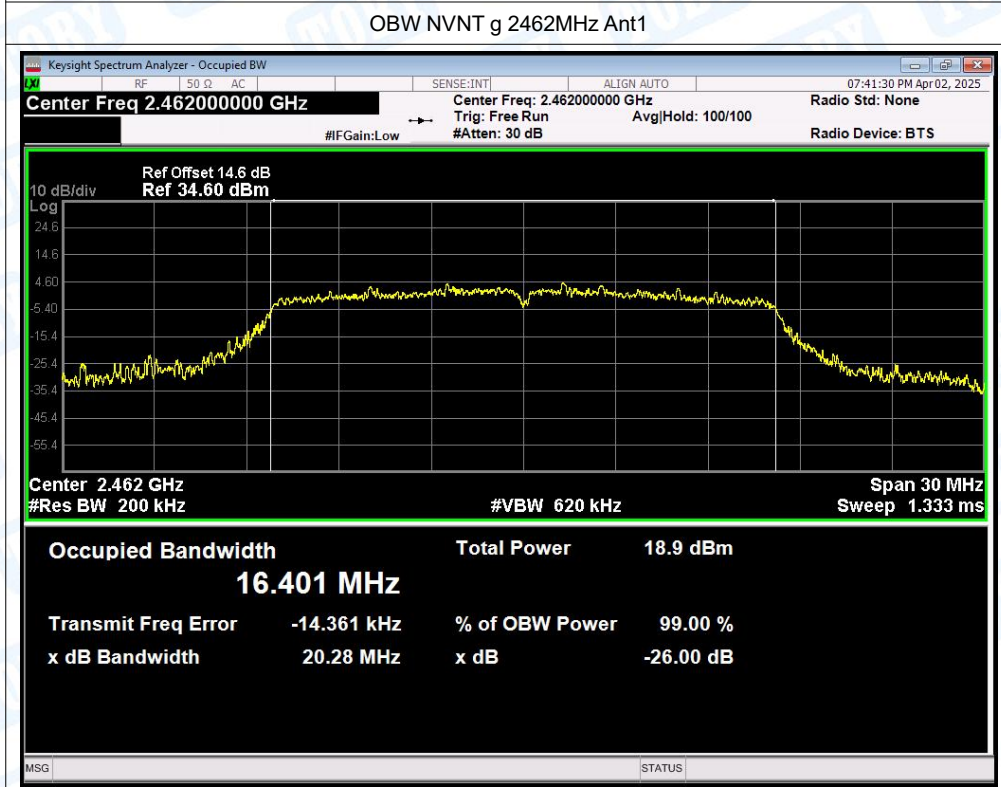 OBW NVNT g 2462MHz Ant1
Keysight Spectrum Analyzer - Occupied BW
LXI RF 50 Ω AC SENSE:INT ALIGN AUTO 07:41:30 PM Apr 02, 2025
Center Freq 2.462000000 GHz Center Freq: 2.462000000 GHz Radio Std: None
Trig: Free Run Avg|Hold: 100/100
#IFGain:Low #Atten: 30 dB Radio Device: BTS
Ref Offset 14.6 dB
10 dB/div Ref 34.60 dBm
Log
24.6
14.6
4.60
-5.40
-15.4
-25.4
-35.4
-45.4
-55.4
Center 2.462 GHz Span 30 MHz
#Res BW 200 kHz #VBW 620 kHz Sweep 1.333 ms
Occupied Bandwidth Total Power 18.9 dBm
16.401 MHz
Transmit Freq Error -14.361 kHz % of OBW Power 99.00 %
x dB Bandwidth 20.28 MHz x dB -26.00 dB
MSG STATUS